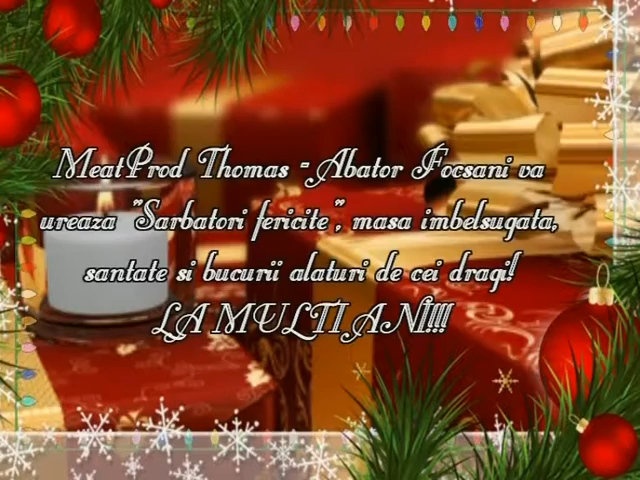 MeatProd Thomas - Abator Focsani va
ureaza "Sarbatori fericite", masa imbelsugata,
santate si bucurii alaturi de cei dragi!
LA MULTI ANI!!!